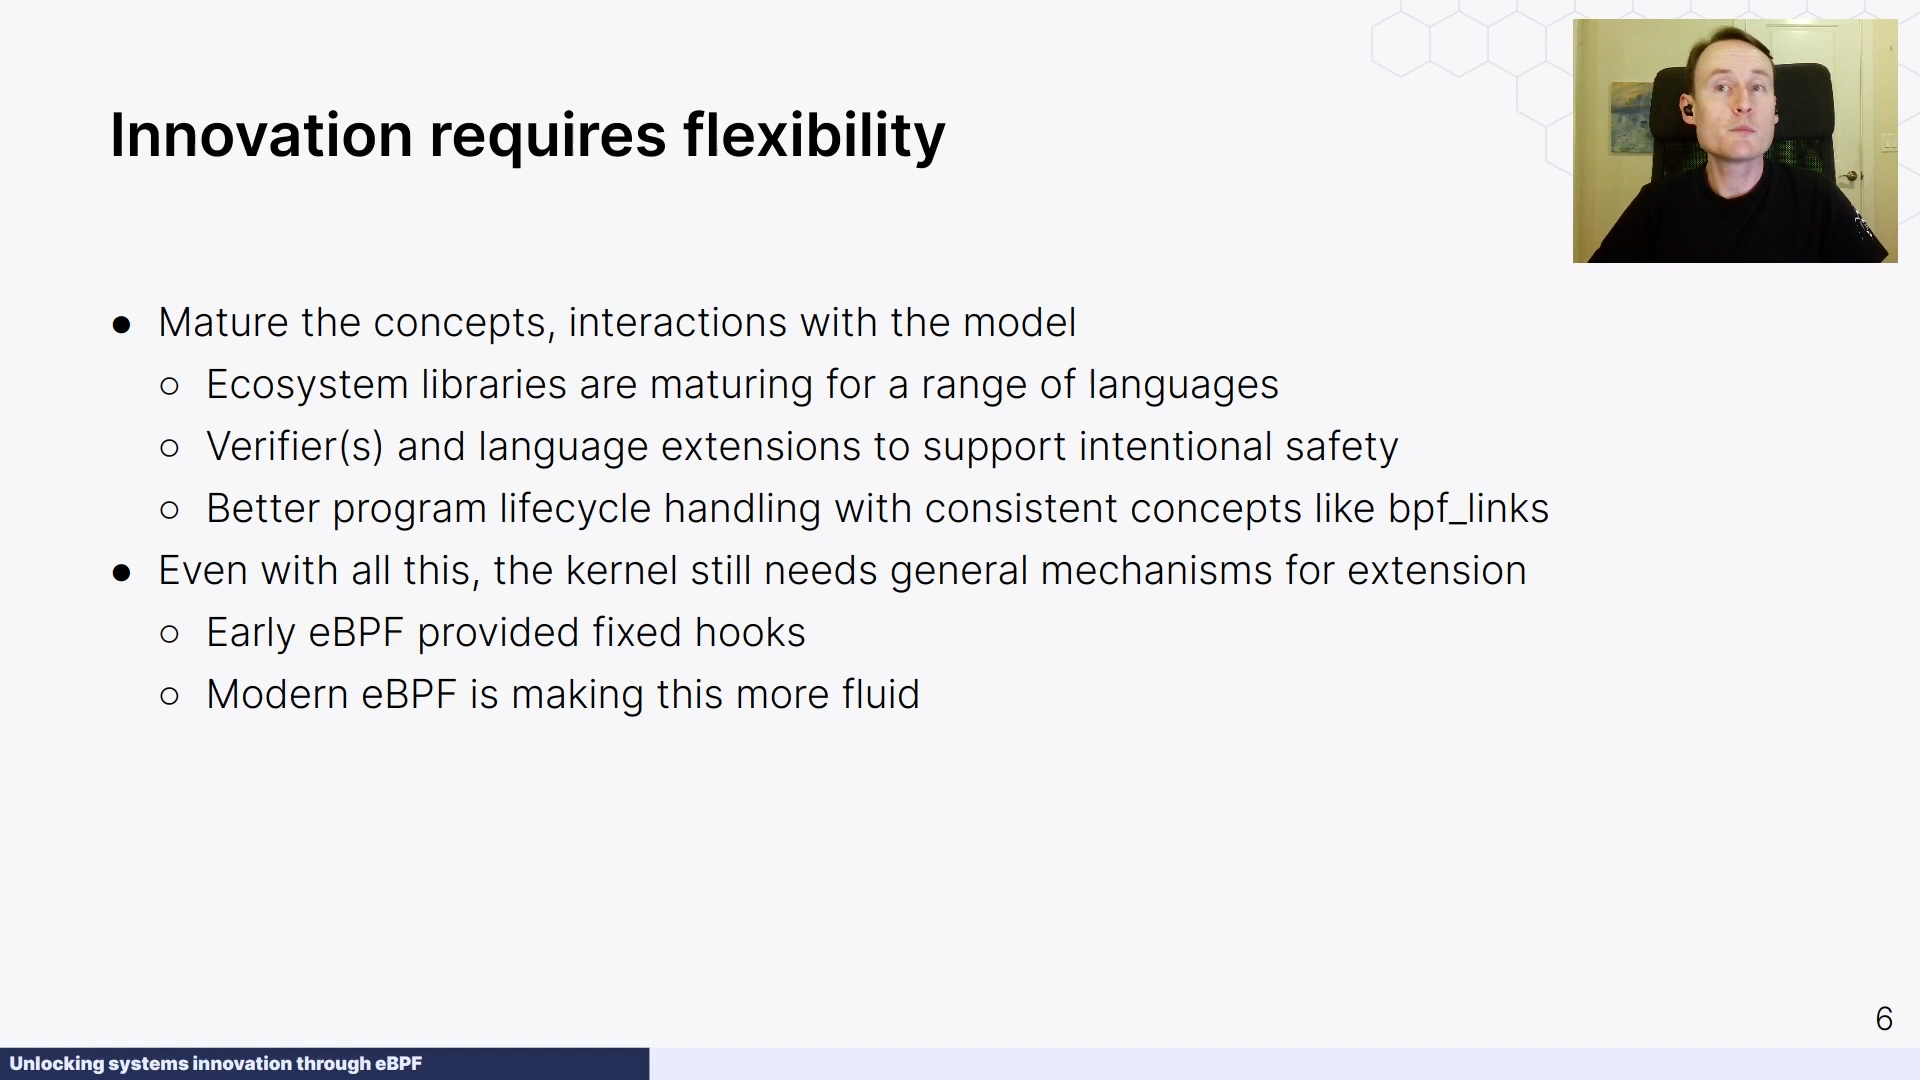 Innovation requires flexibility
● Mature the concepts, interactions with the model
○ Ecosystem libraries are maturing for a range of languages
○ Verifier(s) and language extensions to support intentional safety
○ Better program lifecycle handling with consistent concepts like bpf_links
● Even with all this, the kernel still needs general mechanisms for extension
○ Early eBPF provided fixed hooks
○ Modern eBPF is making this more fluid
6
Unlocking systems innovation through eBPF